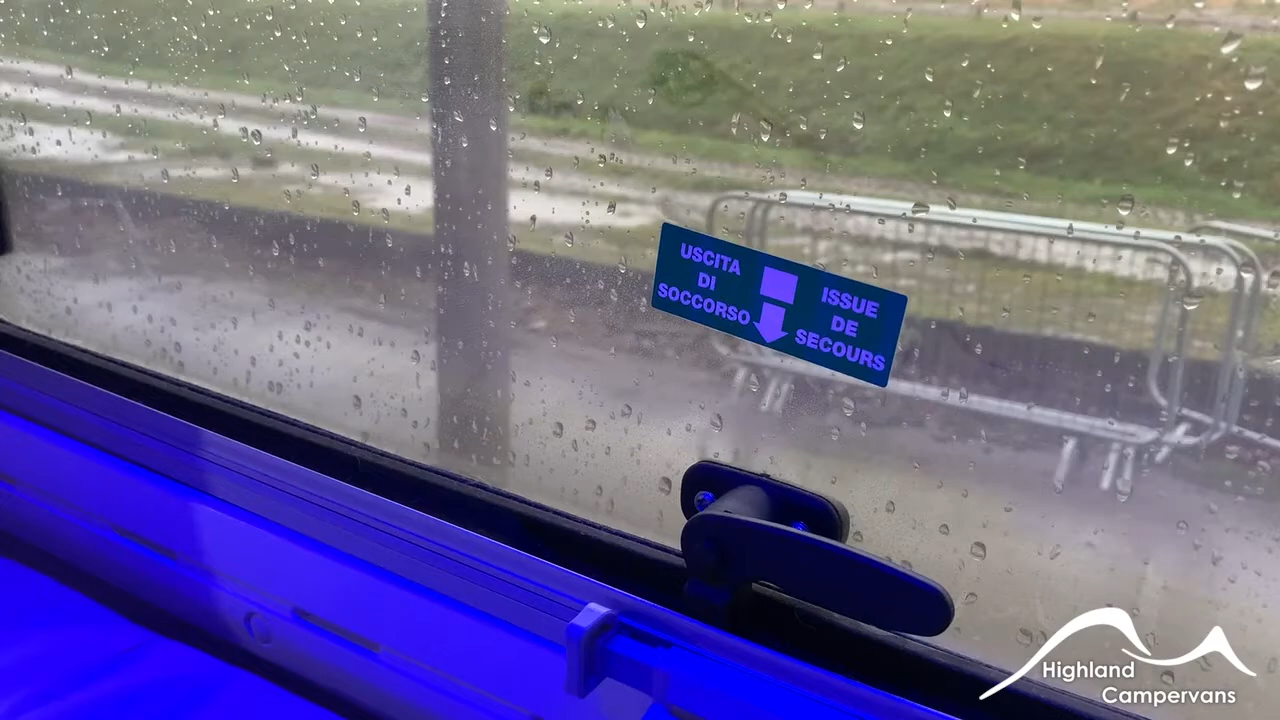 USCITA
DI
SOCCORSO
ISSUE
DE
SECOURS
Highland
Campervans